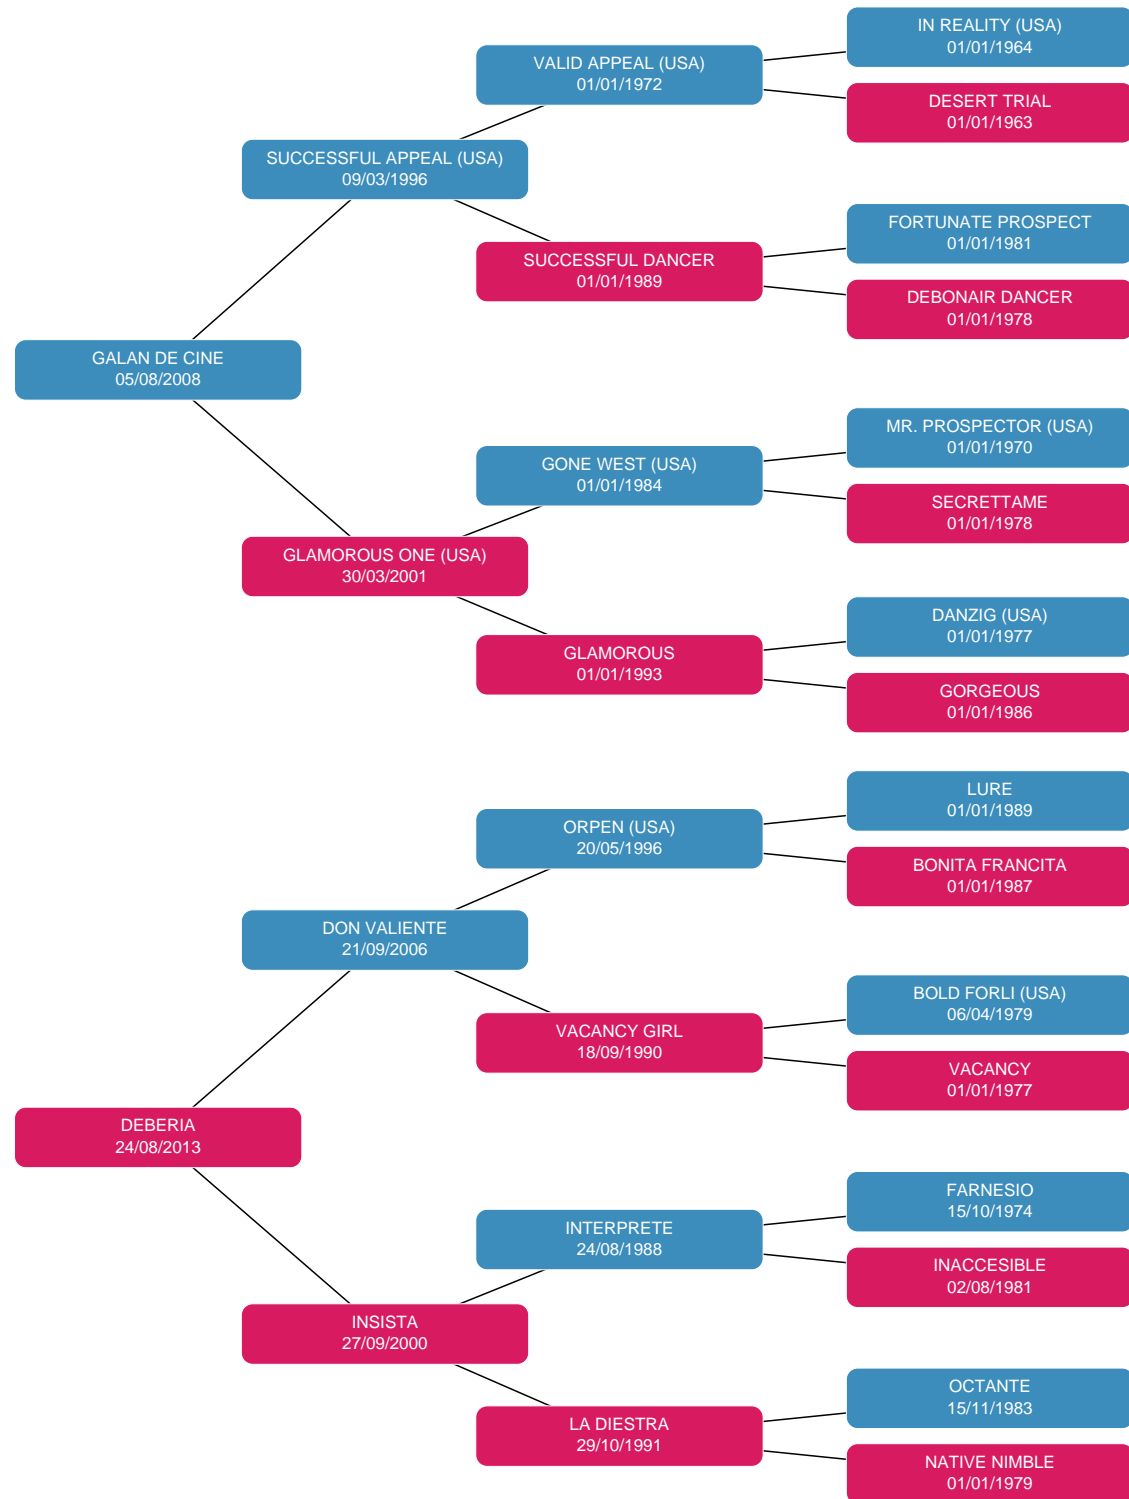 IN REALITY (USA)
01/01/1964
VALID APPEAL (USA)
01/01/1972
DESERT TRIAL
01/01/1963
SUCCESSFUL APPEAL (USA)
09/03/1996
FORTUNATE PROSPECT
01/01/1981
SUCCESSFUL DANCER
01/01/1989
DEBONAIR DANCER
01/01/1978
GALAN DE CINE
05/08/2008
MR. PROSPECTOR (USA)
01/01/1970
GONE WEST (USA)
01/01/1984
SECRETTAME
01/01/1978
GLAMOROUS ONE (USA)
30/03/2001
DANZIG (USA)
01/01/1977
GLAMOROUS
01/01/1993
GORGEOUS
01/01/1986
LURE
01/01/1989
ORPEN (USA)
20/05/1996
BONITA FRANCITA
01/01/1987
DON VALIENTE
21/09/2006
BOLD FORLI (USA)
06/04/1979
VACANCY GIRL
18/09/1990
VACANCY
01/01/1977
DEBERIA
24/08/2013
FARNESIO
15/10/1974
INTERPRETE
24/08/1988
INACCESIBLE
02/08/1981
INSISTA
27/09/2000
OCTANTE
15/11/1983
LA DIESTRA
29/10/1991
NATIVE NIMBLE
01/01/1979